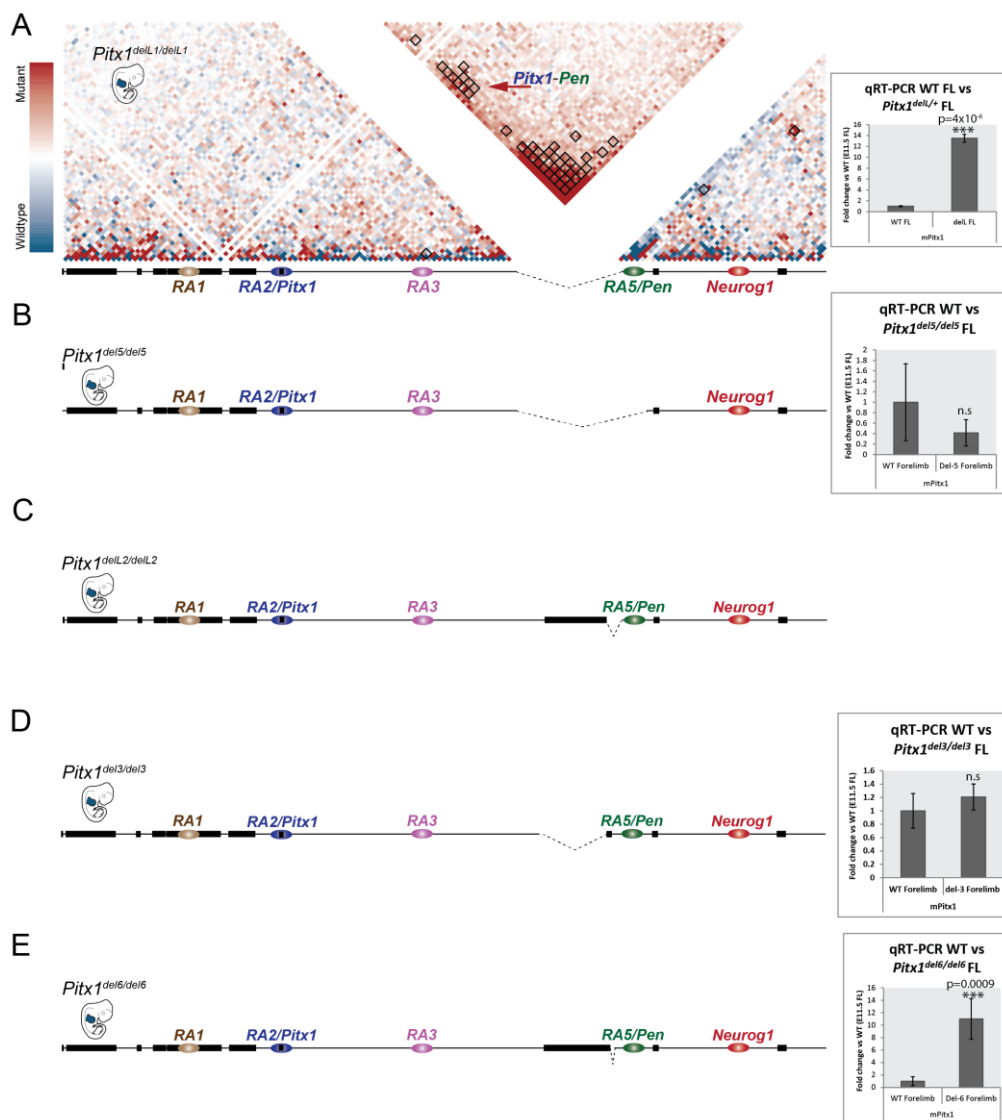 A
Pitx1delL1/delL1
Mutant
Wildtype
Pitx1-Pen
RA1
RA2/Pitx1
RA3
RA5/Pen
Neurog1
qRT-PCR WT FL vs
Pitx1delL/+ FL
p=4x10-6
***
Fold change vs WT (E11.5 FL)
16
14
12
10
8
6
4
2
0
WT FL
delL FL
mPitx1
B
Pitx1del5/del5
RA1
RA2/Pitx1
RA3
Neurog1
qRT-PCR WT vs
Pitx1del5/del5 FL
n.s
Fold change vs WT (E11.5 FL)
2
1.8
1.6
1.4
1.2
1
0.8
0.6
0.4
0.2
0
WT Forelimb
Del-5 Forelimb
mPitx1
C
Pitx1delL2/delL2
RA1
RA2/Pitx1
RA3
RA5/Pen
Neurog1
D
Pitx1del3/del3
RA1
RA2/Pitx1
RA3
RA5/Pen
Neurog1
qRT-PCR WT vs
Pitx1del3/del3 FL
n.s
Fold change vs WT (E11.5 FL)
1.6
1.4
1.2
1
0.8
0.6
0.4
0.2
0
WT Forelimb
del-3 Forelimb
mPitx1
E
Pitx1del6/del6
RA1
RA2/Pitx1
RA3
RA5/Pen
Neurog1
qRT-PCR WT vs
Pitx1del6/del6 FL
p=0.0009
***
Fold change vs WT (E11.5 FL)
16
14
12
10
8
6
4
2
0
WT Forelimb
Del-6 Forelimb
mPitx1